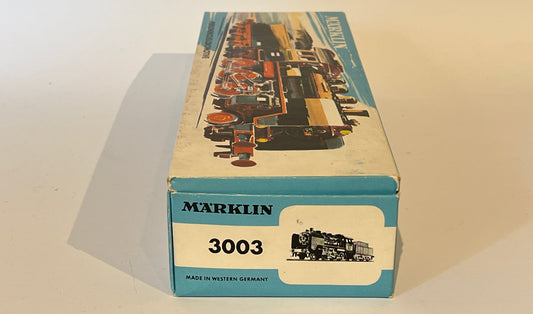 MÄRKLIN
MÄRKLIN
3003
MADE IN WESTERN GERMANY